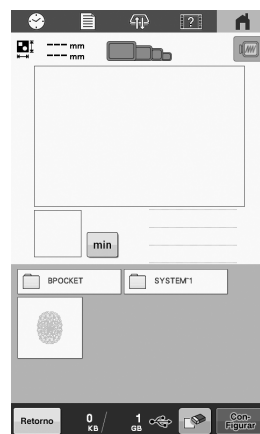 --- mm
--- mm
min
BPOCKET
SYSTEM~1
Retorno
0 KB / 1 GB
Con-
Figurar